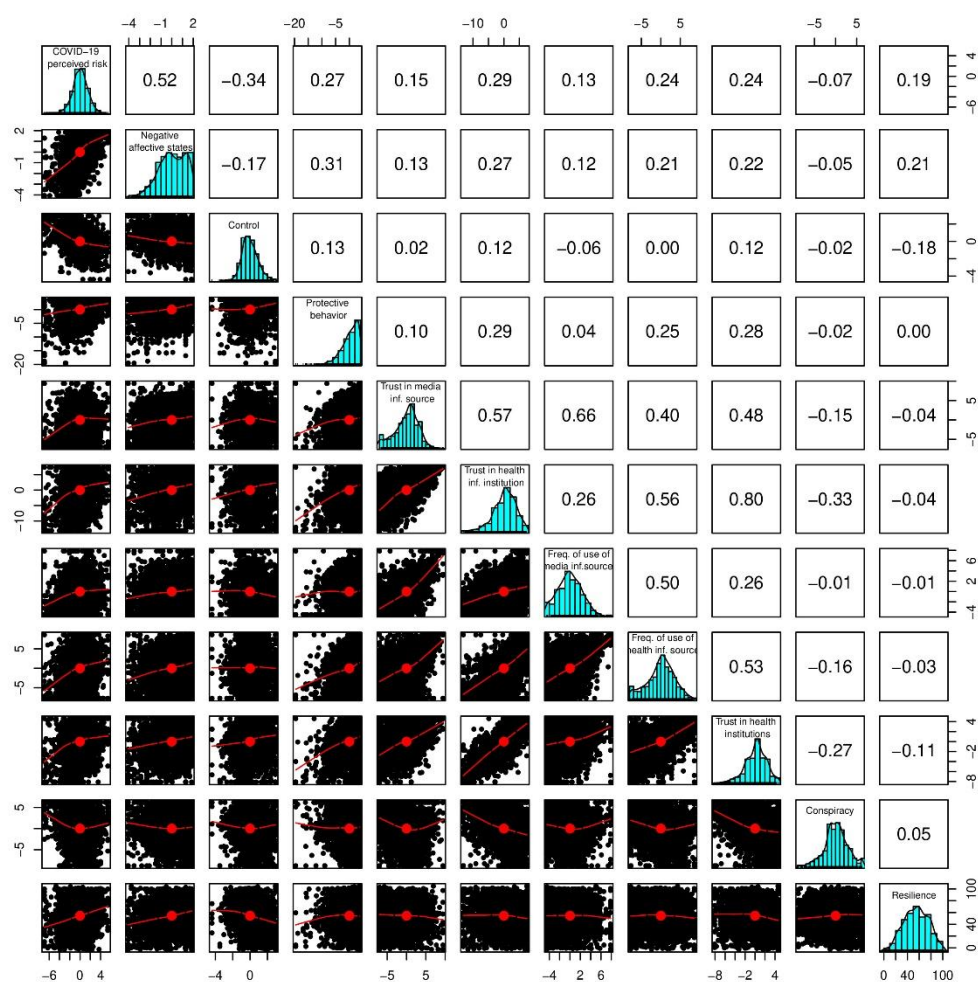 −4 −1 2 −20 −5 −10 0 −5 0 5 −5 0 5
COVID−19
perceived risk
0.52 −0.34 0.27 0.15 0.29 0.13 0.24 0.24 −0.07 0.19
−6 −2 2 4
−4 −1 2
Negative
affective states
−0.17 0.31 0.13 0.27 0.12 0.21 0.22 −0.05 0.21
Control
0.13 0.02 0.12 −0.06 0.00 0.12 −0.02 −0.18
−4 0
−20 −5
Protective
behavior
0.10 0.29 0.04 0.25 0.28 −0.02 0.00
Trust in media
inf. source
0.57 0.66 0.40 0.48 −0.15 −0.04
−5 5
−10 0
Trust in health
inf. institution
0.26 0.56 0.80 −0.33 −0.04
Freq. of use of
media inf.source
0.50 0.26 −0.01 −0.01
−4 2 6
−5 5
Freq. of use of
health inf. source
0.53 −0.16 −0.03
Trust in health
institutions
−0.27 −0.11
−8 −2
−5 5
Conspiracy
0.05
Resilience
0 40 100
−6 0 4 −4 0 −5 5 −4 0 4 8 −8 −2 4 0 40 100